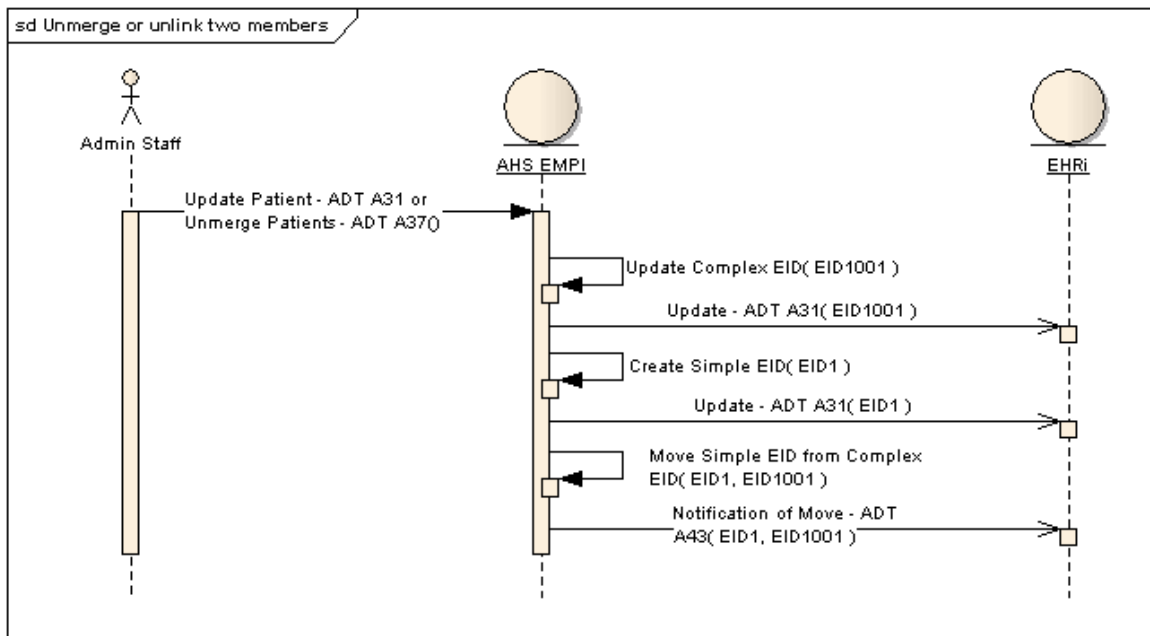 sd Unmerge or unlink two members
Admin Staff
AHS EMPI
EHRi
Update Patient - ADT A31 or
Unmerge Patients - ADT A37()
Update Complex EID( EID1001 )
Update - ADT A31( EID1001 )
Create Simple EID( EID1 )
Update - ADT A31( EID1 )
Move Simple EID from Complex
EID( EID1, EID1001 )
Notification of Move - ADT
A43( EID1, EID1001 )